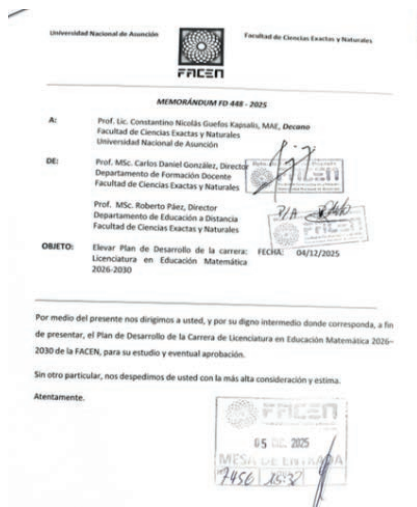 Universidad Nacional de Asunción
Facultad de Ciencias Exactas y Naturales
FACEN
MEMORÁNDUM FD 448 - 2025
A: Prof. Lic. Constantino Nicolás Guefos Kapsalis, MAE, Decano
Facultad de Ciencias Exactas y Naturales
Universidad Nacional de Asunción
DE: Prof. MSc. Carlos Daniel González, Director
Departamento de Formación Docente
Facultad de Ciencias Exactas y Naturales
FACEN
Prof. MSc. Roberto Páez, Director
Departamento de Educación a Distancia
Facultad de Ciencias Exactas y Naturales
P/A
FACEN
OBJETO: Elevar Plan de Desarrollo de la carrera: FECHA: 04/12/2025
Licenciatura en Educación Matemática
2026-2030
Por medio del presente nos dirigimos a usted, y por su digno intermedio donde corresponda, a fin
de presentar, el Plan de Desarrollo de la Carrera de Licenciatura en Educación Matemática 2026–
2030 de la FACEN, para su estudio y eventual aprobación.
Sin otro particular, nos despedimos de usted con la más alta consideración y estima.
Atentamente.
FACEN
05 DIC. 2025
MESA DE ENTRADA
7456 15:37